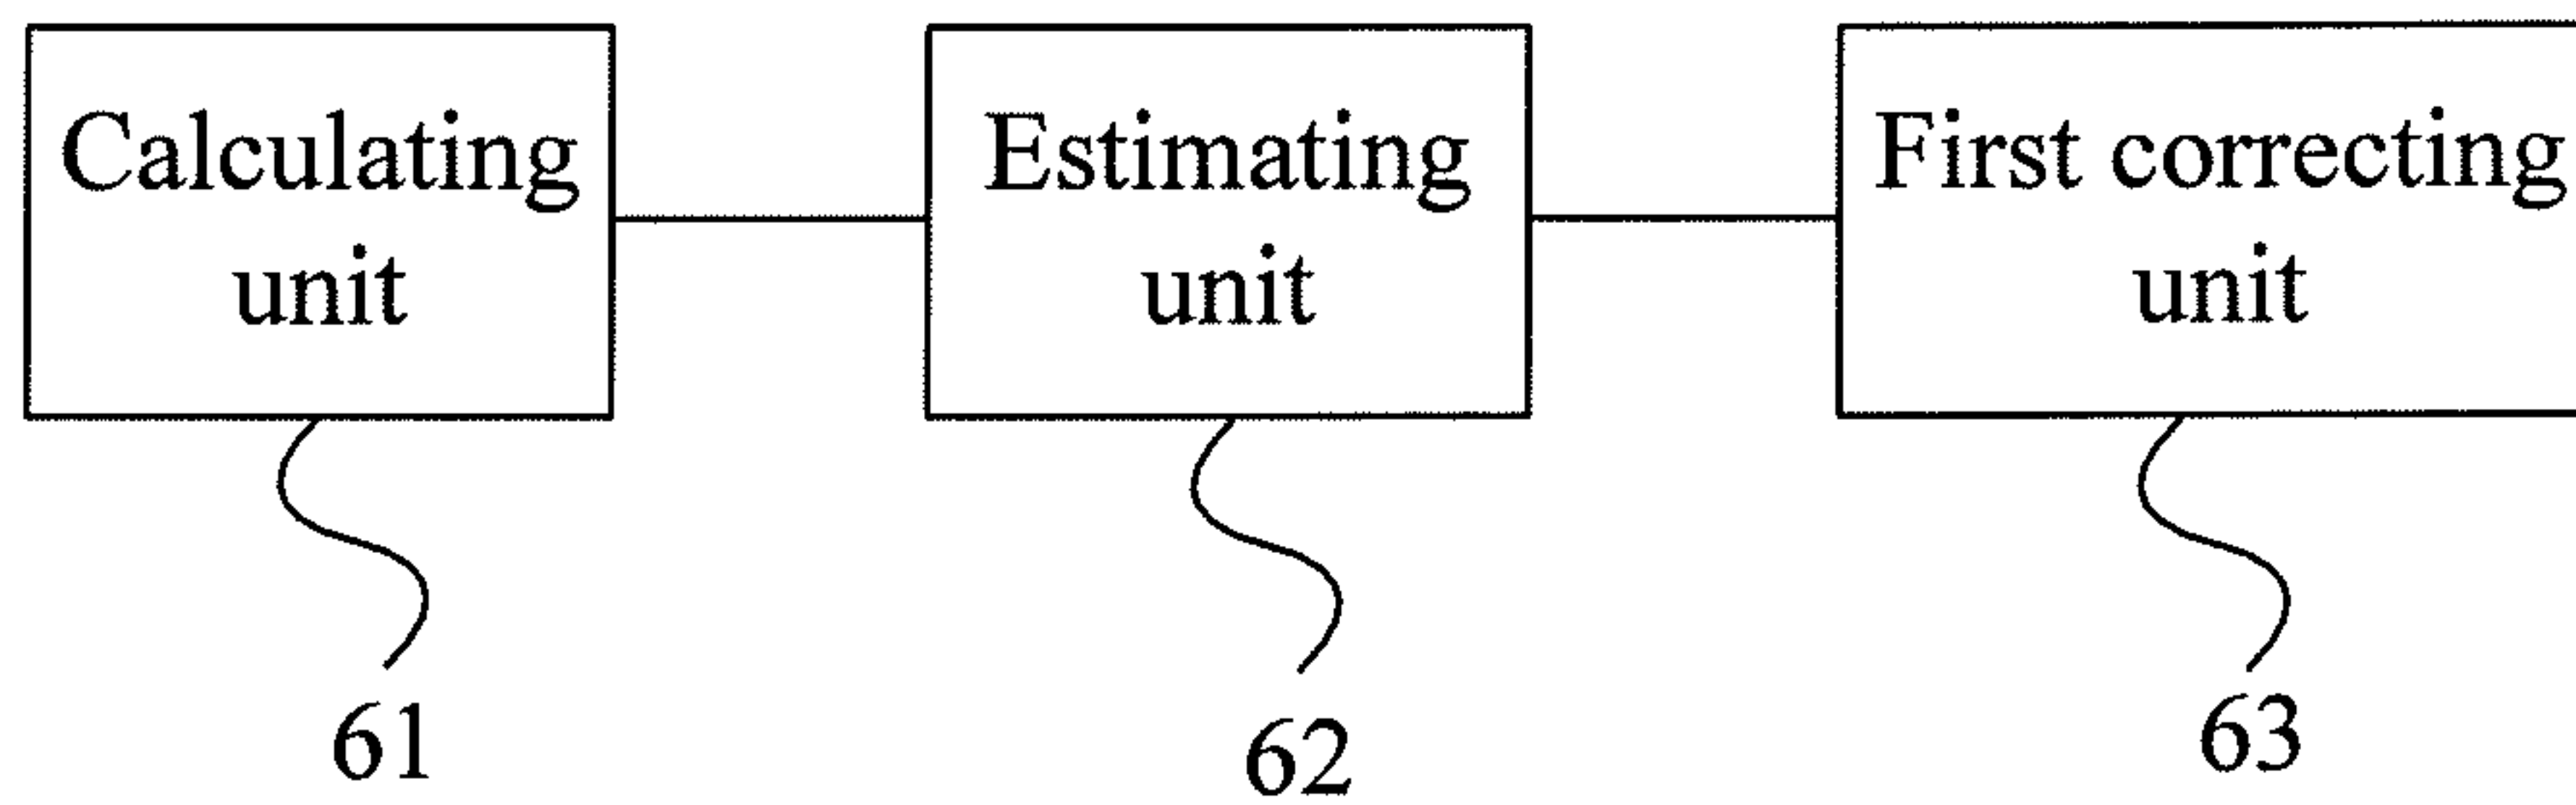 Calculating
unit
Estimating
unit
First correcting
unit
61
62
63